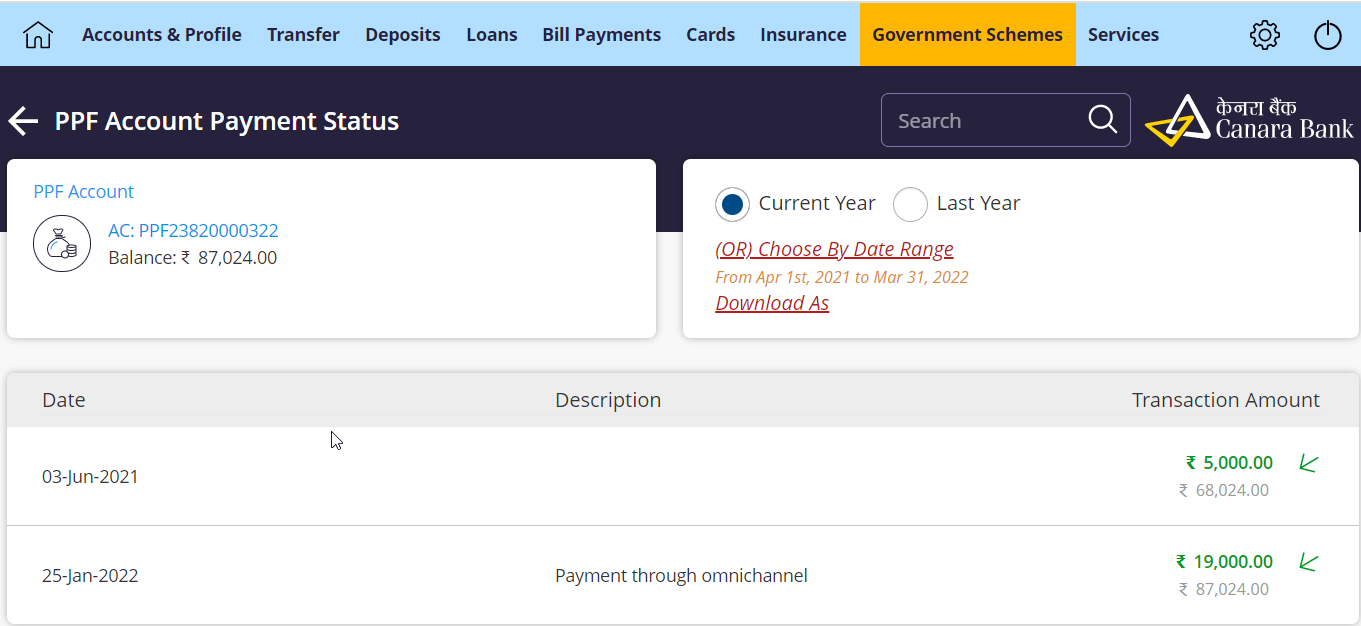 Accounts & Profile Transfer Deposits Loans Bill Payments Cards Insurance Government Schemes Services
PPF Account Payment Status
Search
केनरा बैंक
Canara Bank
PPF Account
AC: PPF23820000322
Balance: ₹ 87,024.00
Current Year Last Year
(OR) Choose By Date Range
From Apr 1st, 2021 to Mar 31, 2022
Download As
Date Description Transaction Amount
03-Jun-2021 ₹ 5,000.00
₹ 68,024.00
25-Jan-2022 Payment through omnichannel ₹ 19,000.00
₹ 87,024.00